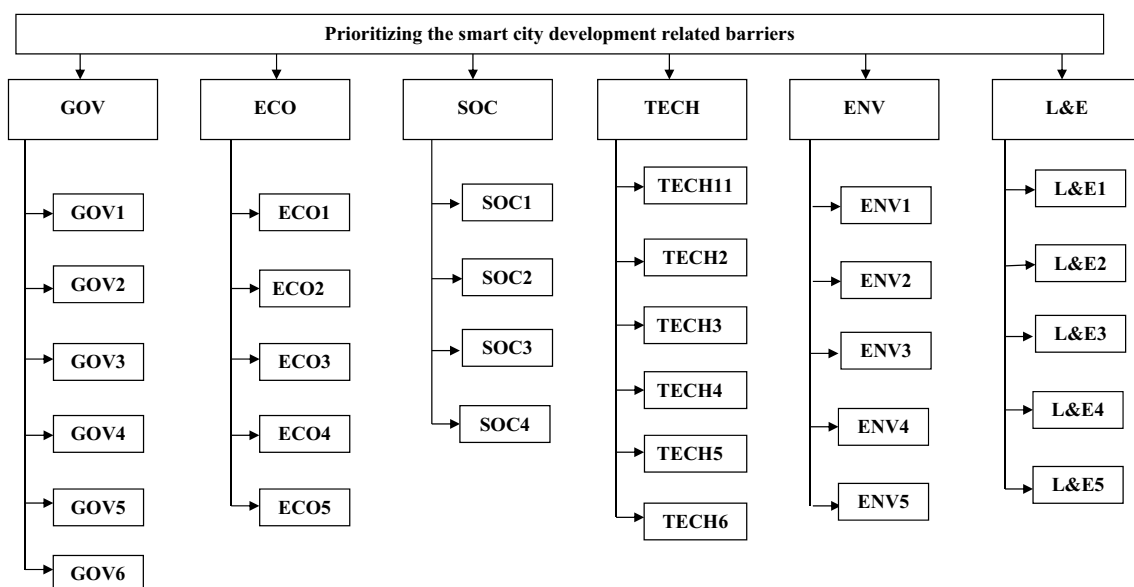 Prioritizing the smart city development related barriers
GOV
ECO
SOC
TECH
ENV
L&E
GOV1
GOV2
GOV3
GOV4
GOV5
GOV6
ECO1
ECO2
ECO3
ECO4
ECO5
SOC1
SOC2
SOC3
SOC4
TECH11
TECH2
TECH3
TECH4
TECH5
TECH6
ENV1
ENV2
ENV3
ENV4
ENV5
L&E1
L&E2
L&E3
L&E4
L&E5